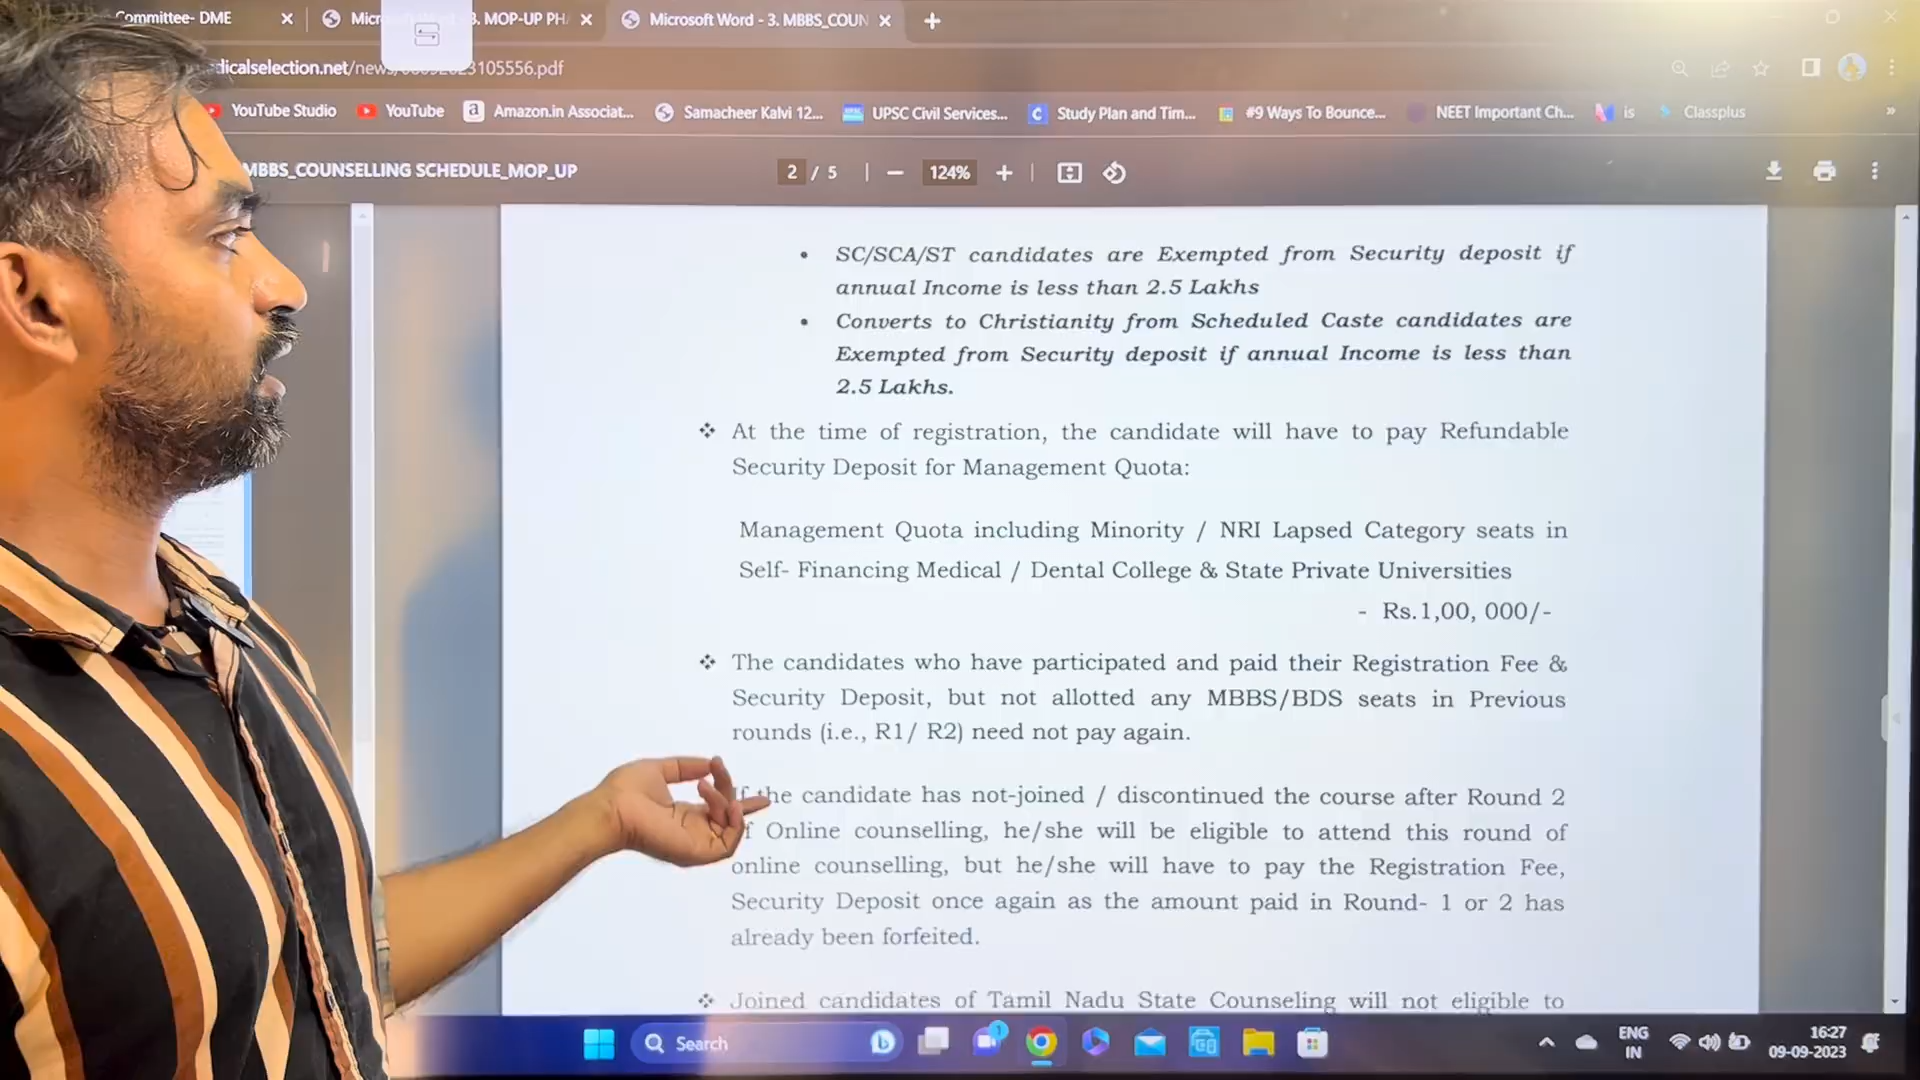 Committee- DME
3. MOP-UP PH
Microsoft Word - 3. MBBS_COUN
dicalselection.net/news
3105556.pdf
YouTube Studio
YouTube
Amazon.in Associat...
Samacheer Kalvi 12...
UPSC Civil Services...
Study Plan and Tim...
#9 Ways To Bounce...
NEET Important Ch...
is
Classplus
MBBS_COUNSELLING SCHEDULE_MOP_UP
2 / 5
124%
• SC/SCA/ST candidates are Exempted from Security deposit if
annual Income is less than 2.5 Lakhs
• Converts to Christianity from Scheduled Caste candidates are
Exempted from Security deposit if annual Income is less than
2.5 Lakhs.
❖ At the time of registration, the candidate will have to pay Refundable
Security Deposit for Management Quota:
Management Quota including Minority / NRI Lapsed Category seats in
Self- Financing Medical / Dental College & State Private Universities
- Rs.1,00, 000/-
❖ The candidates who have participated and paid their Registration Fee &
Security Deposit, but not allotted any MBBS/BDS seats in Previous
rounds (i.e., R1/ R2) need not pay again.
If the candidate has not-joined / discontinued the course after Round 2
Online counselling, he/she will be eligible to attend this round of
online counselling, but he/she will have to pay the Registration Fee,
Security Deposit once again as the amount paid in Round- 1 or 2 has
already been forfeited.
❖ Joined candidates of Tamil Nadu State Counseling will not eligible to
Search
1
ENG
IN
16:27
09-09-2023